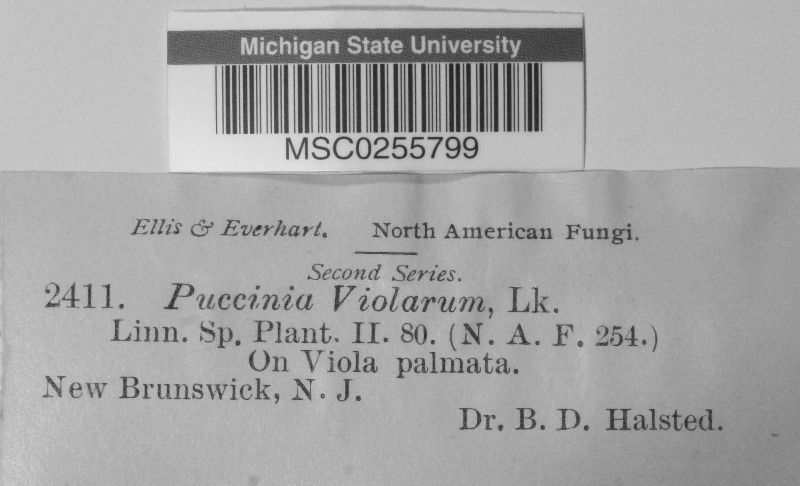 Michigan State University
MSC0255799
Ellis & Everhart. North American Fungi.
Second Series.
2411. Puccinia Violarum, Lk.
Linn. Sp. Plant. II. 80. (N. A. F. 254.)
On Viola palmata.
New Brunswick, N. J.
Dr. B. D. Halsted.